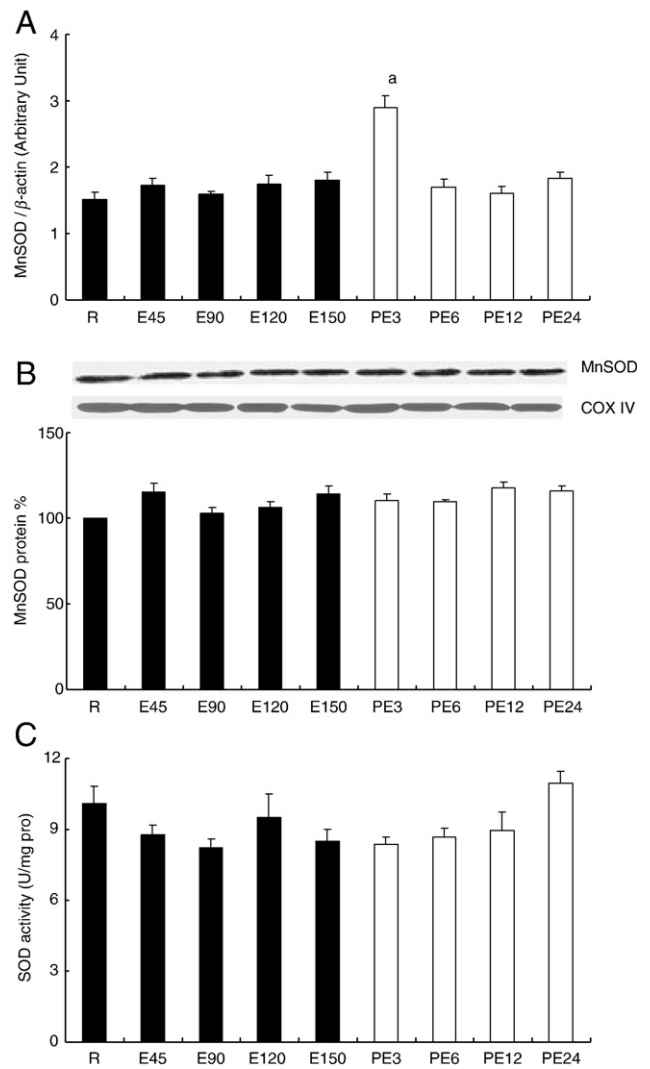 A
MnSOD / β-actin (Arbitrary Unit)
4
3
2
1
0
a
R E45 E90 E120 E150 PE3 PE6 PE12 PE24
B
MnSOD
COX IV
MnSOD protein %
150
100
50
0
R E45 E90 E120 E150 PE3 PE6 PE12 PE24
C
SOD activity (U/mg pro)
12
9
6
3
0
R E45 E90 E120 E150 PE3 PE6 PE12 PE24